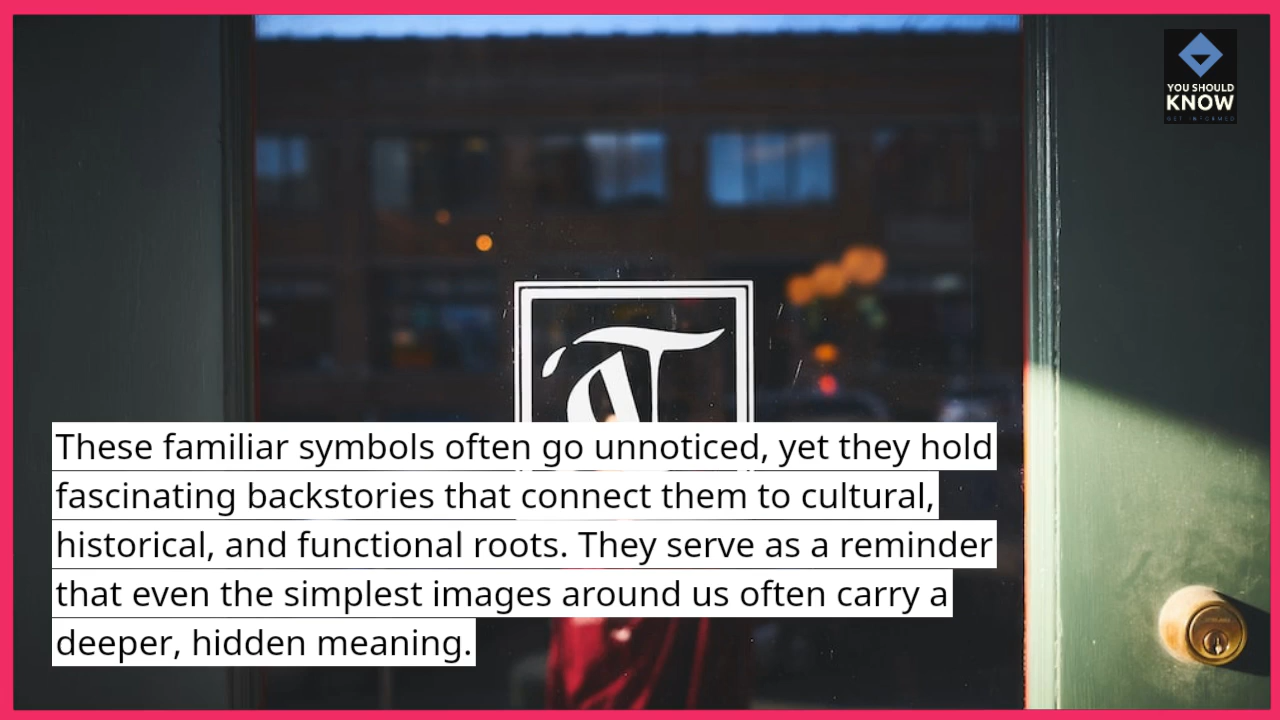 YOU SHOULD
KNOW
GET INFORMED
T
These familiar symbols often go unnoticed, yet they hold
fascinating backstories that connect them to cultural,
historical, and functional roots. They serve as a reminder
that even the simplest images around us often carry a
deeper, hidden meaning.